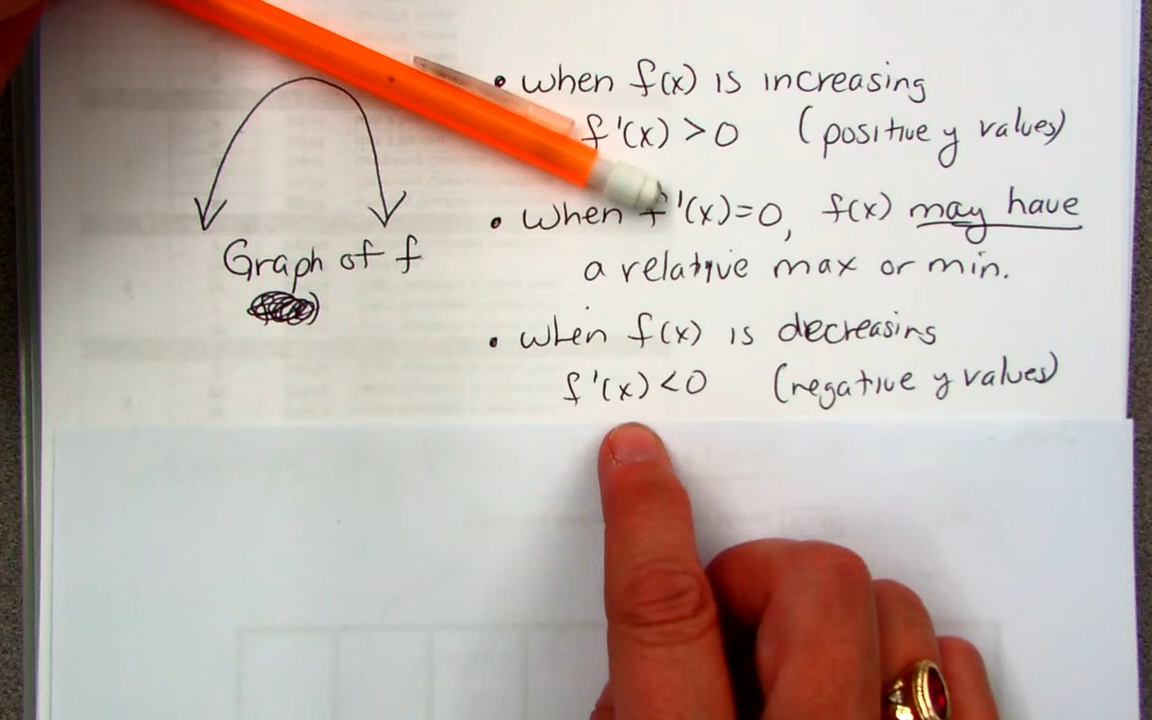 • when f(x) is increasing
f'(x) > 0 (positive y values)
• when f'(x)=0, f(x) may have
a relative max or min.
• when f(x) is decreasing
f'(x) < 0 (negative y values)
Graph of f